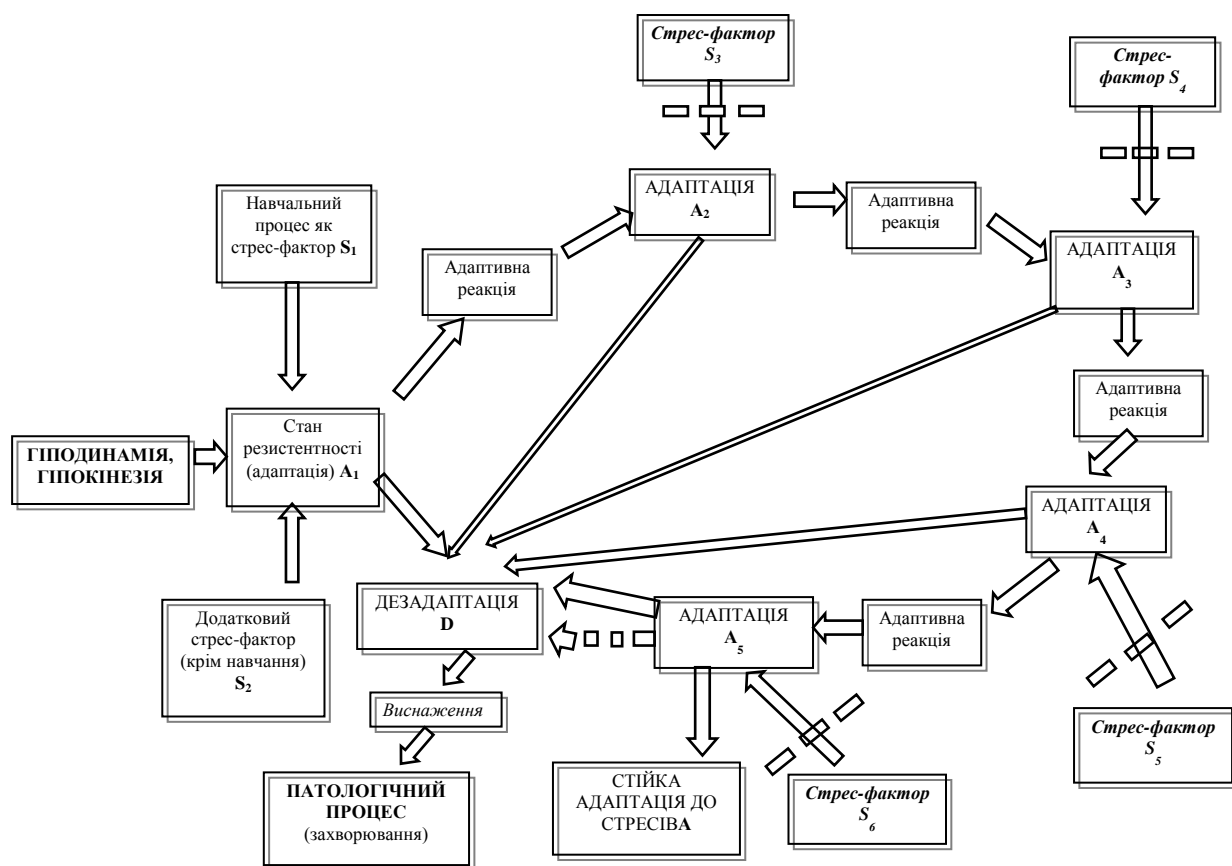 Стрес-фактор
S3
Стрес-
фактор S4
Навчальний
процес як
стрес-фактор S1
АДАПТАЦІЯ
A2
Адаптивна
реакція
Адаптивна
реакція
АДАПТАЦІЯ
A3
Адаптивна
реакція
ГІПОДИНАМІЯ,
ГІПОКІНЕЗІЯ
Стан
резистентності
(адаптація) A1
АДАПТАЦІЯ
A4
Додатковий
стрес-фактор
(крім навчання)
S2
ДЕЗАДАПТАЦІЯ
D
АДАПТАЦІЯ
A5
Адаптивна
реакція
Виснаження
Стрес-фактор
S5
ПАТОЛОГІЧНИЙ
ПРОЦЕС
(захворювання)
СТІЙКА
АДАПТАЦІЯ ДО
СТРЕСІВА
Стрес-фактор
S6